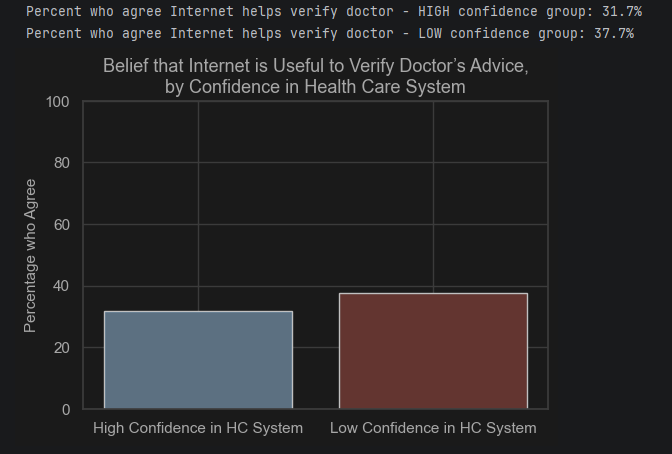 Percent who agree Internet helps verify doctor - HIGH confidence group: 31.7%
Percent who agree Internet helps verify doctor - LOW confidence group: 37.7%
Belief that Internet is Useful to Verify Doctor’s Advice,
by Confidence in Health Care System
Percentage who Agree
100
80
60
40
20
0
High Confidence in HC System
Low Confidence in HC System